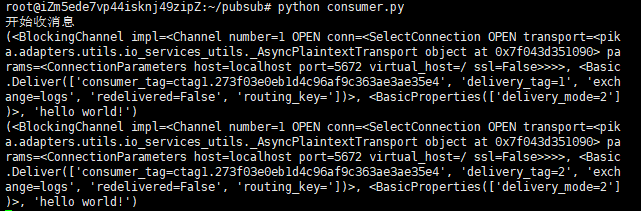 root@iZm5ede7vp44isknj49zipZ:~/pubsub# python consumer.py
开始收消息
(<BlockingChannel impl=<Channel number=1 OPEN conn=<SelectConnection OPEN transport=<pik
a.adapters.utils.io_services_utils._AsyncPlaintextTransport object at 0x7f043d351090> pa
rams=<ConnectionParameters host=localhost port=5672 virtual_host=/ ssl=False>>>>, <Basic
.Deliver(['consumer_tag=ctag1.273f03e0eb1d4c96af9c363ae3ae35e4', 'delivery_tag=1', 'exch
ange=logs', 'redelivered=False', 'routing_key='])>, <BasicProperties(['delivery_mode=2']
)>, 'hello world!')
(<BlockingChannel impl=<Channel number=1 OPEN conn=<SelectConnection OPEN transport=<pik
a.adapters.utils.io_services_utils._AsyncPlaintextTransport object at 0x7f043d351090> pa
rams=<ConnectionParameters host=localhost port=5672 virtual_host=/ ssl=False>>>>, <Basic
.Deliver(['consumer_tag=ctag1.273f03e0eb1d4c96af9c363ae3ae35e4', 'delivery_tag=2', 'exch
ange=logs', 'redelivered=False', 'routing_key='])>, <BasicProperties(['delivery_mode=2']
)>, 'hello world!')